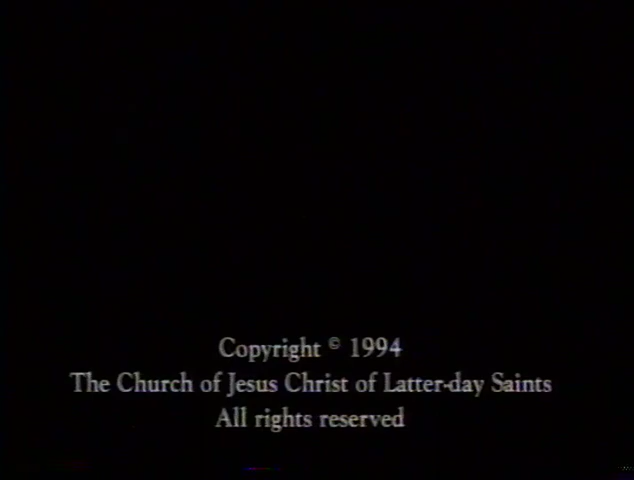 Copyright © 1994
The Church of Jesus Christ of Latter-day Saints
All rights reserved